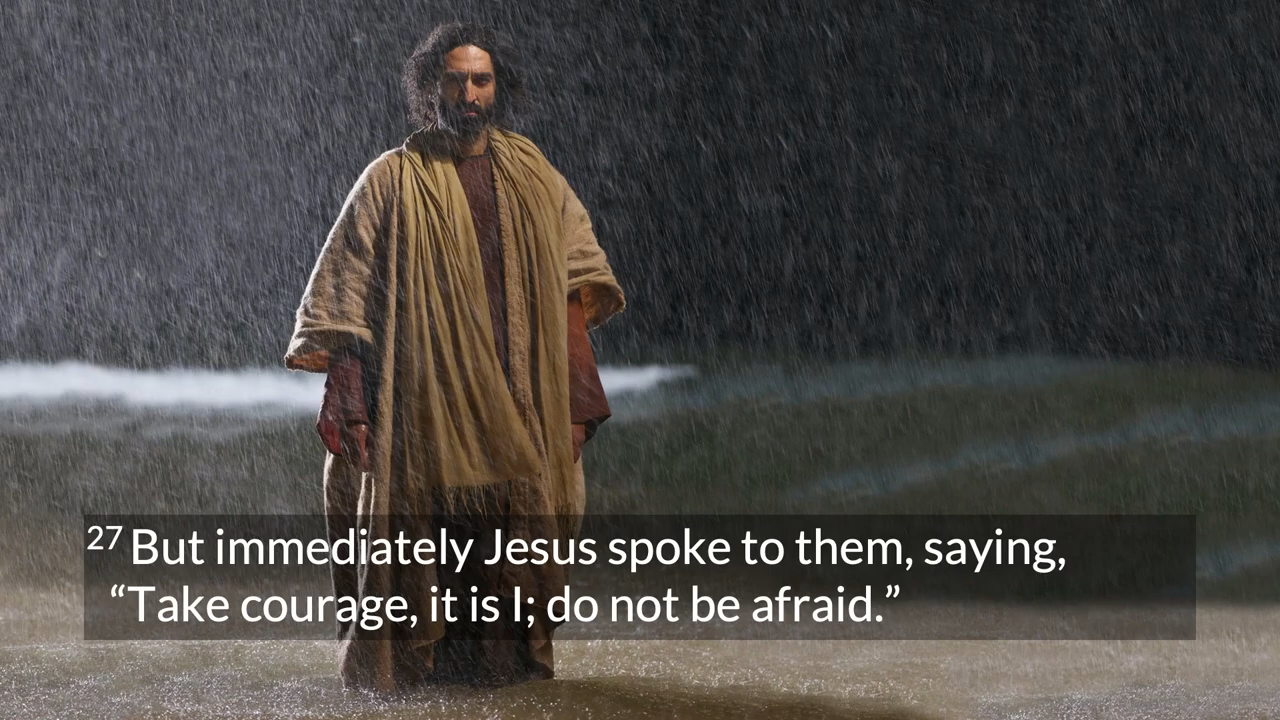 27 But immediately Jesus spoke to them, saying,
“Take courage, it is I; do not be afraid.”